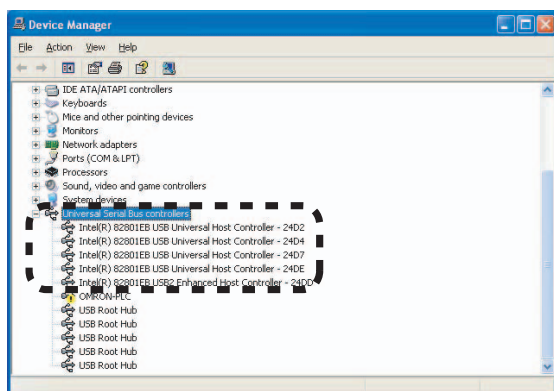 Device Manager
File Action View Help
IDE ATA/ATAPI controllers
Keyboards
Mice and other pointing devices
Monitors
Network adapters
Ports (COM & LPT)
Processors
Sound, video and game controllers
System devices
Universal Serial Bus controllers
Intel(R) 82801EB USB Universal Host Controller - 24D2
Intel(R) 82801EB USB Universal Host Controller - 24D4
Intel(R) 82801EB USB Universal Host Controller - 24D7
Intel(R) 82801EB USB Universal Host Controller - 24DE
Intel(R) 82801EB USB2 Enhanced Host Controller - 24DD
OMRON-PLC
USB Root Hub
USB Root Hub
USB Root Hub
USB Root Hub
USB Root Hub